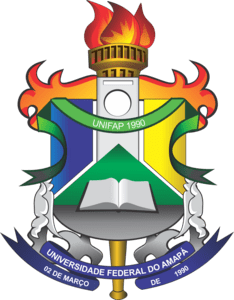 UNIFAP 1990
UNIVERSIDADE FEDERAL DO AMAPÁ
02 DE MARÇO DE 1990